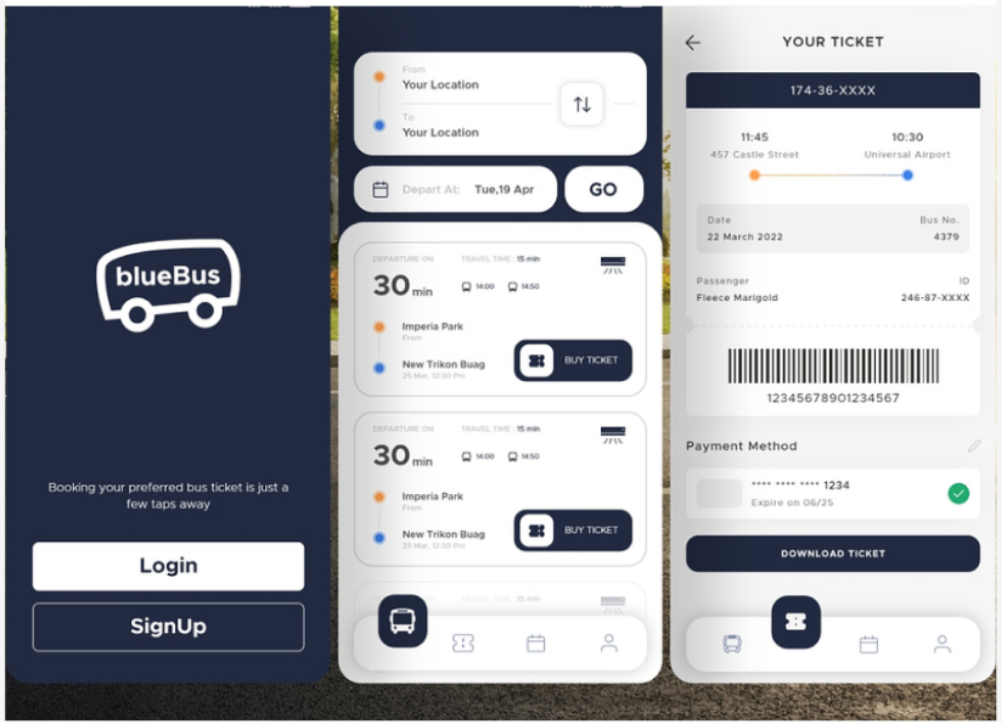 blueBus
Booking your preferred bus ticket is just a
few taps away
Login
SignUp
From
Your Location
To
Your Location
Depart At: Tue,19 Apr
GO
DEPARTURE ON TRAVEL TIME : 15 min
30 min 14:00 14:50
Imperia Park
From
New Trikon Buag
25 Mar, 12:30 Pm
BUY TICKET
DEPARTURE ON TRAVEL TIME : 15 min
30 min 14:00 14:50
Imperia Park
From
New Trikon Buag
25 Mar, 12:30 Pm
BUY TICKET
DEPARTURE ON TRAVEL TIME : 15 min
YOUR TICKET
174-36-XXXX
11:45 10:30
457 Castle Street Universal Airport
Date Bus No.
22 March 2022 4379
Passenger ID
Fleece Marigold 246-87-XXXX
12345678901234567
Payment Method
**** **** **** 1234
Expire on 06/25
DOWNLOAD TICKET